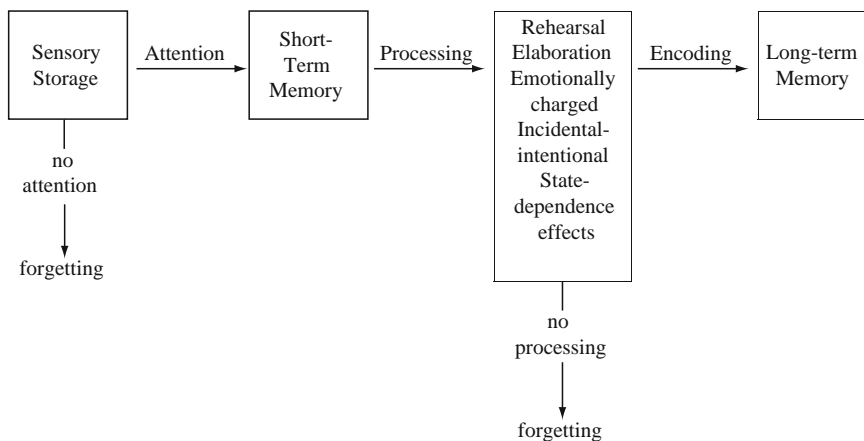 Sensory
Storage
Attention
Short-
Term
Memory
Processing
Rehearsal
Elaboration
Emotionally
charged
Incidental-
intentional
State-
dependence
effects
Encoding
Long-term
Memory
no
attention
forgetting
no
processing
forgetting